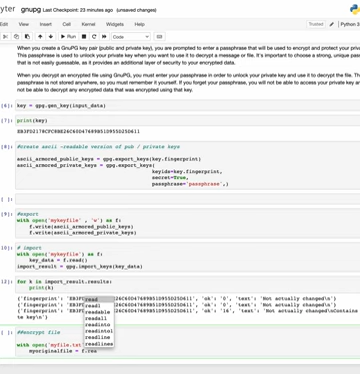 yter gnupg Last Checkpoint: 23 minutes ago (unsaved changes)
Edit View Insert Cell Kernel Widgets Help
Trusted
Python 3
Run
Code
When you create a GnuPG key pair (public and private key), you are prompted to enter a passphrase that will be used to encrypt and protect your priv
This passphrase is used to unlock your private key when you want to use it to decrypt a message or file. It's important to choose a strong, unique pas
that is not easily guessable, as it provides an additional layer of security to your encrypted data.
When you decrypt an encrypted file using GnuPG, you must enter your passphrase in order to unlock your private key and use it to decrypt the file. Th
passphrase is not stored anywhere, so you must remember it yourself. If you forget your passphrase, you will not be able to access your private key an
not be able to decrypt any encrypted data that was encrypted using that key.
[6]: key = gpg.gen_key(input_data)
[7]: print(key)
[8]: #create ascii -readable version of pub / private keys
ascii_armored_public_keys = gpg.export_keys(key.fingerprint)
ascii_armored_private_keys = gpg.export_keys(
keyids=key.fingerprint,
secret=True,
passphrase='passphrase',)
[ ]:
[9]: #export
with open('mykeyfile' , 'w') as f:
f.write(ascii_armored_public_keys)
f.write(ascii_armored_private_keys)
10]: # import
with open('mykeyfile') as f:
key_data = f.read()
import_result = gpg.import_keys(key_data)
12]: for k in import_result.results:
print(k)
{'fingerprint': 'EBJF 'ok': '0', 'text': 'Not actually changed\n'}
{'fingerprint': 'ok': '0', 'text': 'Not actually changed\n'}
{'fingerprint': 'ok': '16', 'text': 'Not actually changed\nContains
te key\n'}
read
readl
readable
readall
readinto
readinto1
readline
readlines
[ ]: ##encrypt file
with open('myfile.txt'
myoriginalfile = f.rea